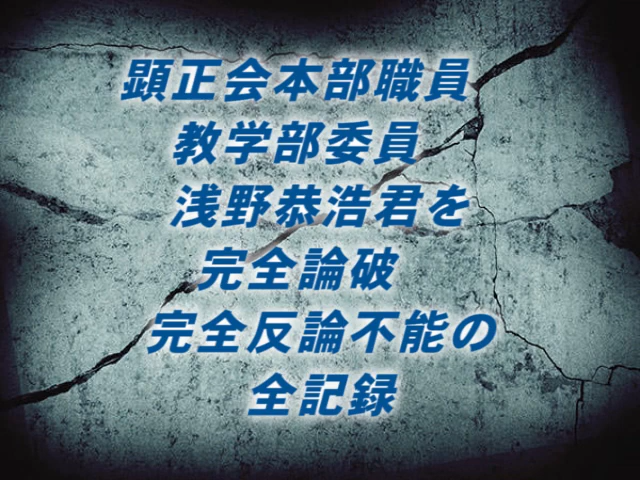 顕正会本部職員
教学部委員
浅野恭浩君を
完全論破
完全反論不能の
全記録